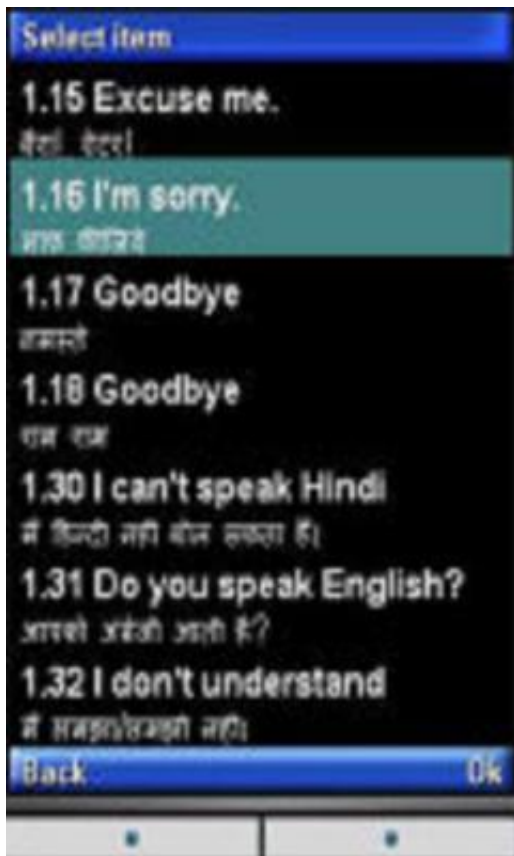 Select item
1.15 Excuse me.
1.16 I'm sorry.
माफ़ कीजिये
1.17 Goodbye
नमस्ते
1.18 Goodbye
राम राम
1.30 I can't speak Hindi
मैं हिन्दी नहीं बोल सकता हूँ।
1.31 Do you speak English?
आपको अंग्रेजी आती है?
1.32 I don't understand
मैं समझा/समझी नहीं।
Back
Ok